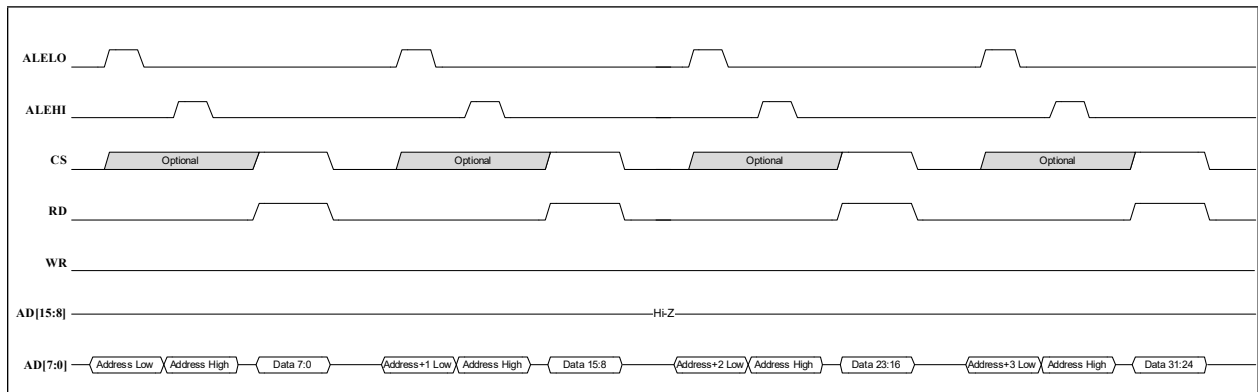 ALELO
ALEHI
CS Optional Optional Optional Optional
RD
WR
AD[15:8] Hi-Z
AD[7:0] Address Low Address High Data 7:0 Address+1 Low Address High Data 15:8 Address+2 Low Address High Data 23:16 Address+3 Low Address High Data 31:24